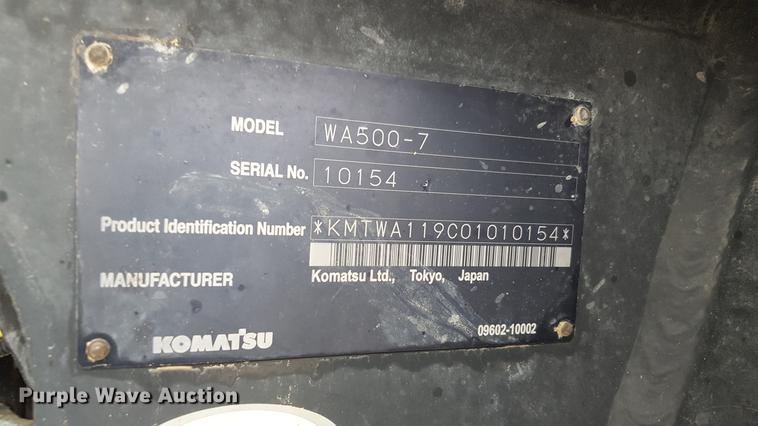 MODEL WA500-7
SERIAL No. 10154
Product Identification Number *KMTWA119C01010154*
MANUFACTURER Komatsu Ltd., Tokyo, Japan
KOMATSU 09602-10002
Purple Wave Auction